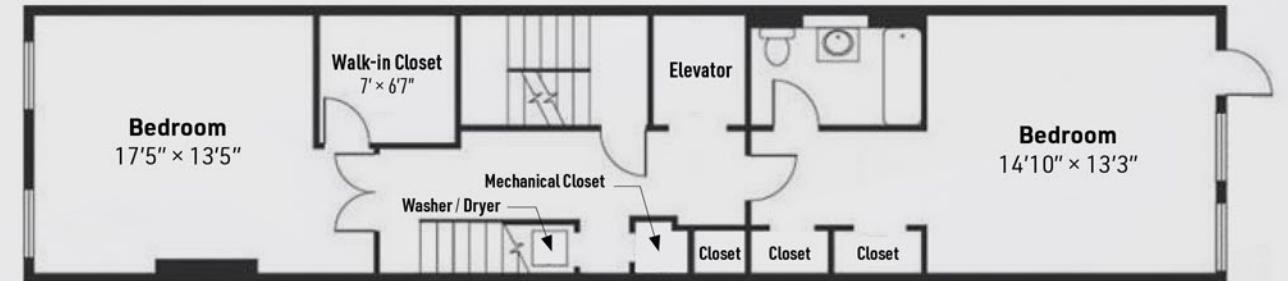 Walk-in Closet
7' × 6'7"
Elevator
Bedroom
17'5" × 13'5"
Bedroom
14'10" × 13'3"
Mechanical Closet
Washer / Dryer
Closet
Closet
Closet